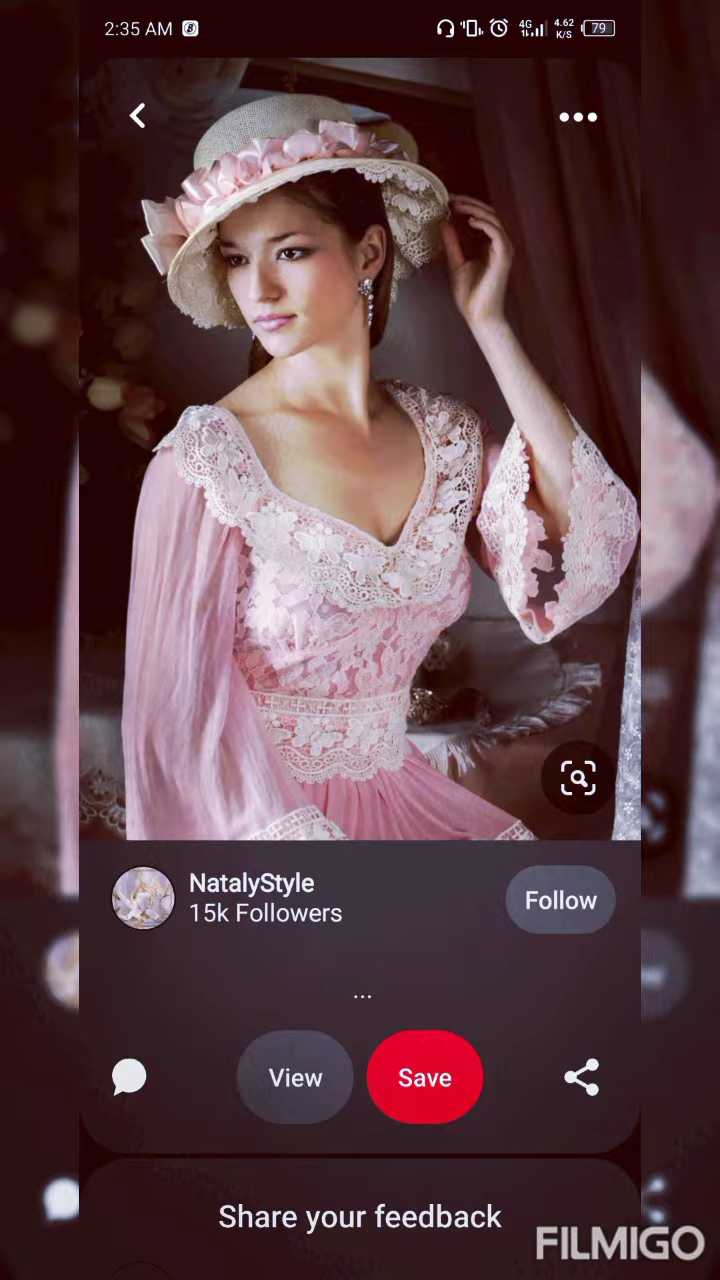 2:35 AM
4G
4.62
K/S
79
NatalyStyle
15k Followers
Follow
...
View
Save
Share your feedback
FILMIGO